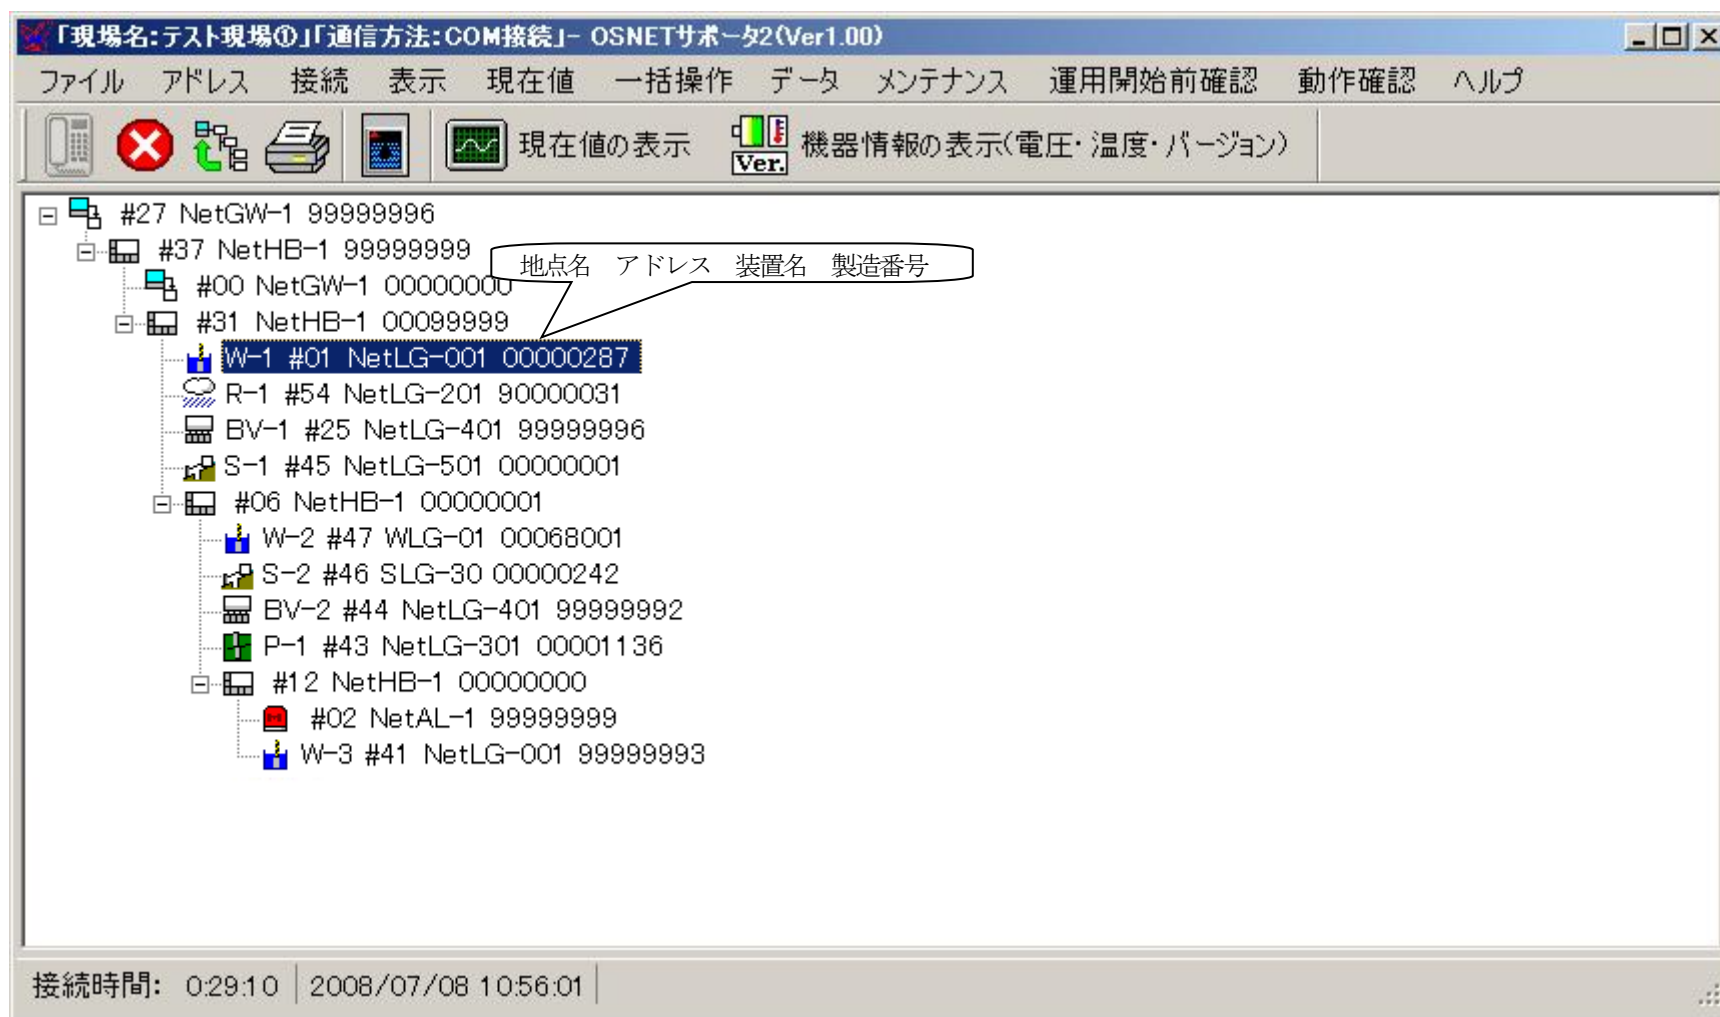 「現場名:テスト現場①」「通信方法:COM接続」- OSNETサポータ2(Ver1.00)
ファイル アドレス 接続 表示 現在値 一括操作 データ メンテナンス 運用開始前確認 動作確認 ヘルプ
現在値の表示 Ver. 機器情報の表示(電圧・温度・バージョン)
#27 NetGW-1 99999996
#37 NetHB-1 99999999
地点名 アドレス 装置名 製造番号
#00 NetGW-1 00000000
#31 NetHB-1 00099999
W-1 #01 NetLG-001 00000287
R-1 #54 NetLG-201 90000031
BV-1 #25 NetLG-401 99999996
S-1 #45 NetLG-501 00000001
#06 NetHB-1 00000001
W-2 #47 WLG-01 00068001
S-2 #46 SLG-30 00000242
BV-2 #44 NetLG-401 99999992
P-1 #43 NetLG-301 00001136
#12 NetHB-1 00000000
#02 NetAL-1 99999999
W-3 #41 NetLG-001 99999993
接続時間: 0:29:10 2008/07/08 10:56:01